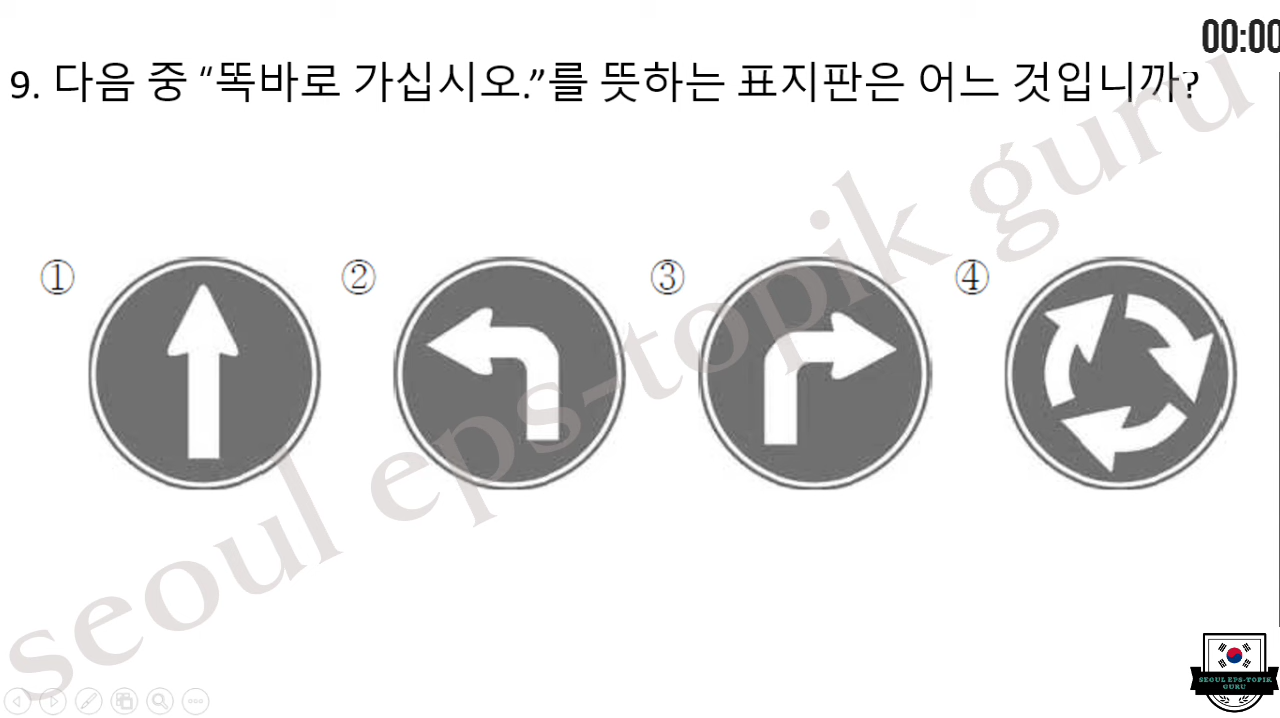 00:00
9. 다음 중 “똑바로 가십시오.”를 뜻하는 표지판은 어느 것입니까?
① ② ③ ④
seoul eps-topik guru
SEOUL EPS-TOPIK
GURU